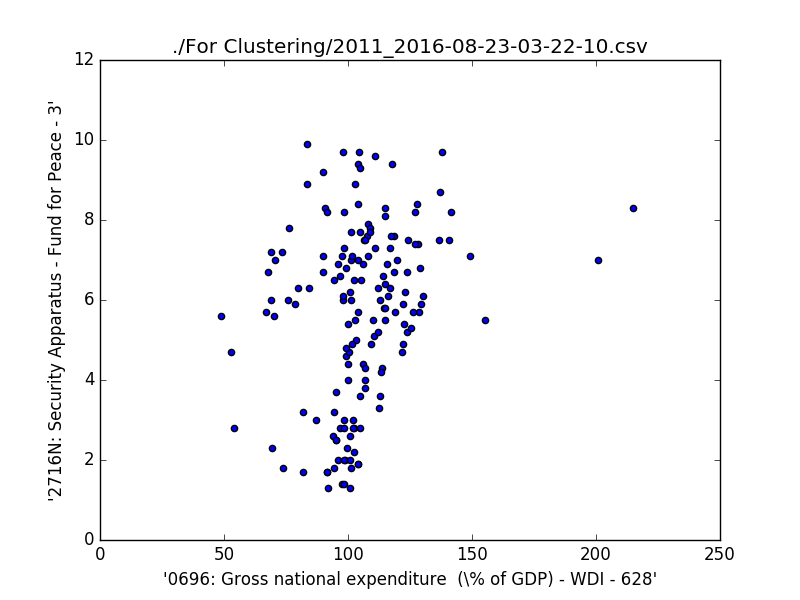 ./For Clustering/2011_2016-08-23-03-22-10.csv
12
10
8
6
4
2
0
'2716N: Security Apparatus - Fund for Peace - 3'
0 50 100 150 200 250
'0696: Gross national expenditure  (\% of GDP) - WDI - 628'